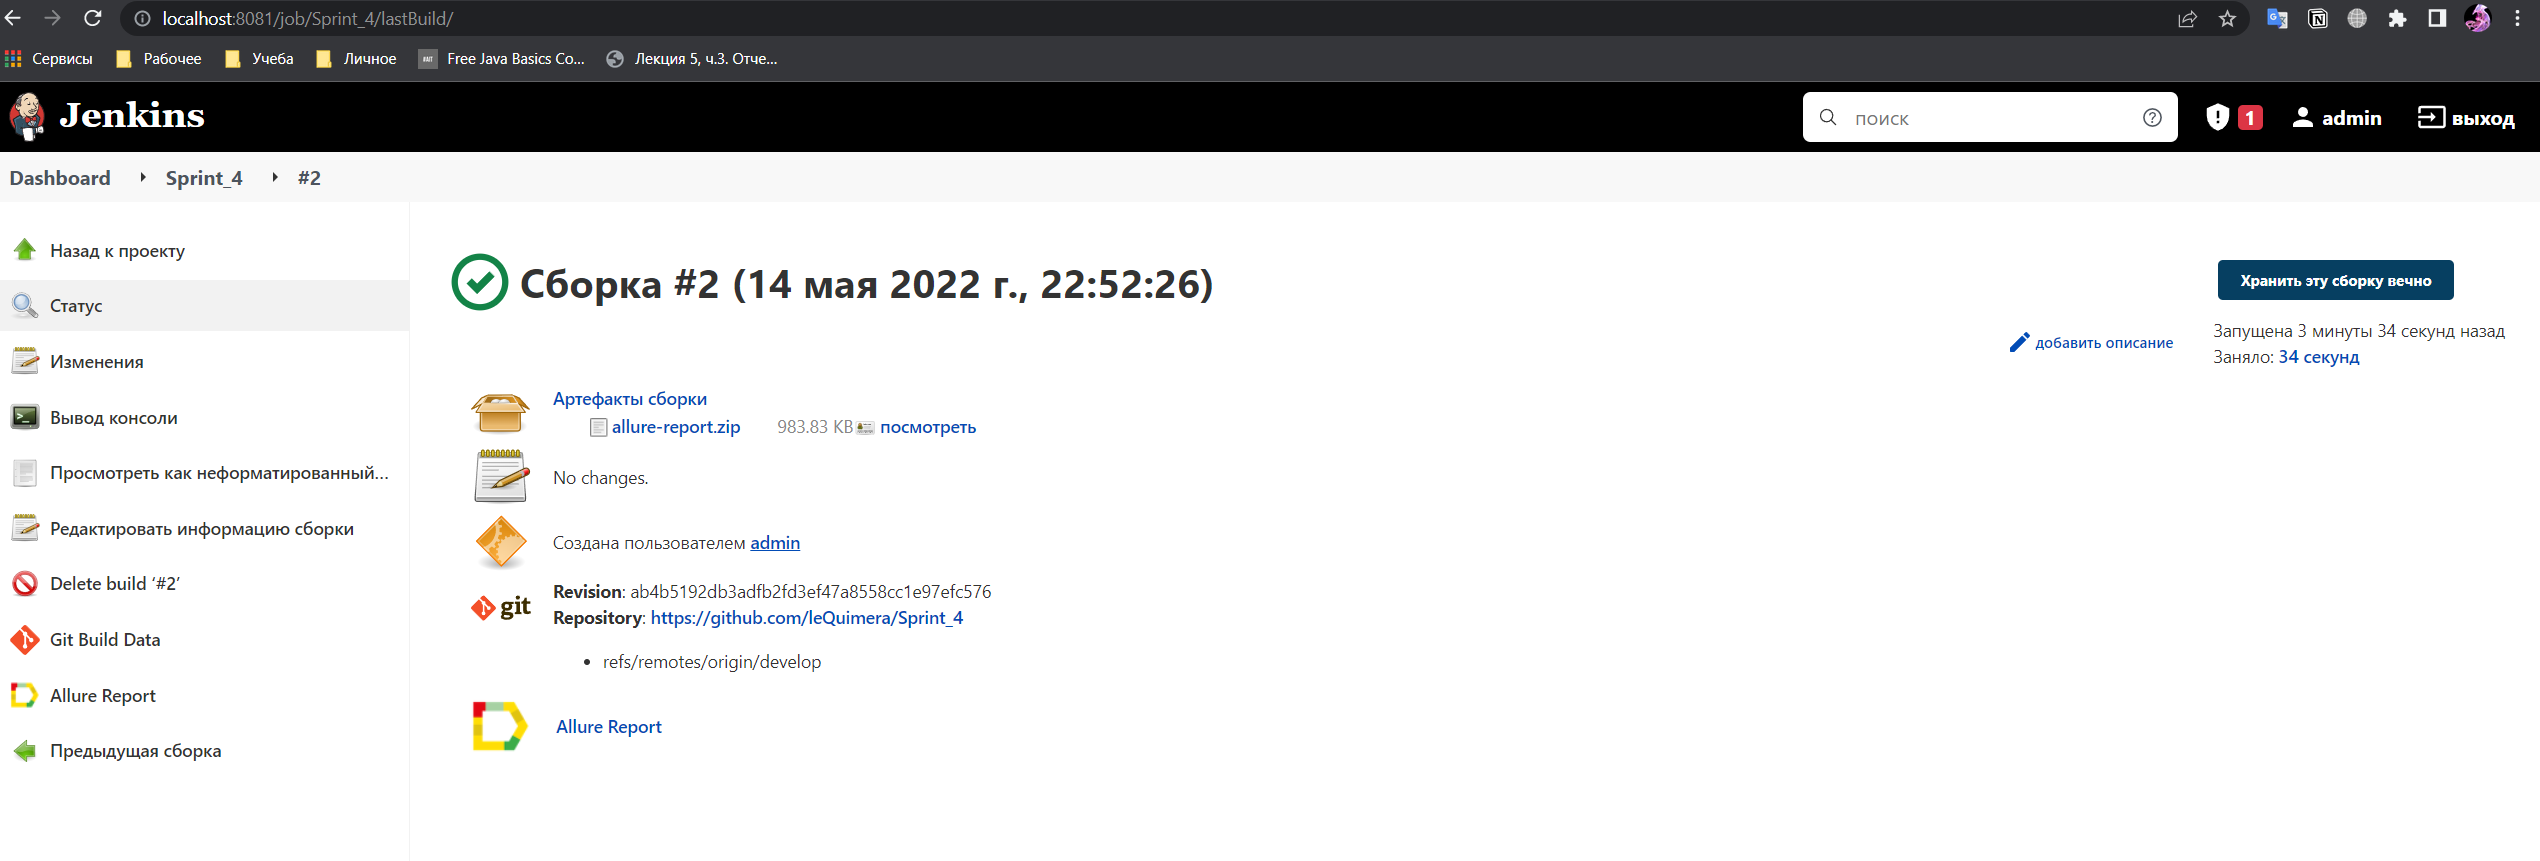 localhost:8081/job/Sprint_4/lastBuild/
Сервисы Рабочее Учеба Личное Free Java Basics Co... Лекция 5, ч.3. Отче...
Jenkins
поиск
1
admin
выход
Dashboard Sprint_4 #2
Назад к проекту
Статус
Изменения
Вывод консоли
Просмотреть как неформатированный...
Редактировать информацию сборки
Delete build ‘#2’
Git Build Data
Allure Report
Предыдущая сборка
Сборка #2 (14 мая 2022 г., 22:52:26)
Хранить эту сборку вечно
добавить описание
Запущена 3 минуты 34 секунд назад
Заняло: 34 секунд
Артефакты сборки
allure-report.zip 983.83 KB посмотреть
No changes.
Создана пользователем admin
git
Revision: ab4b5192db3adfb2fd3ef47a8558cc1e97efc576
Repository: https://github.com/leQuimera/Sprint_4
refs/remotes/origin/develop
Allure Report